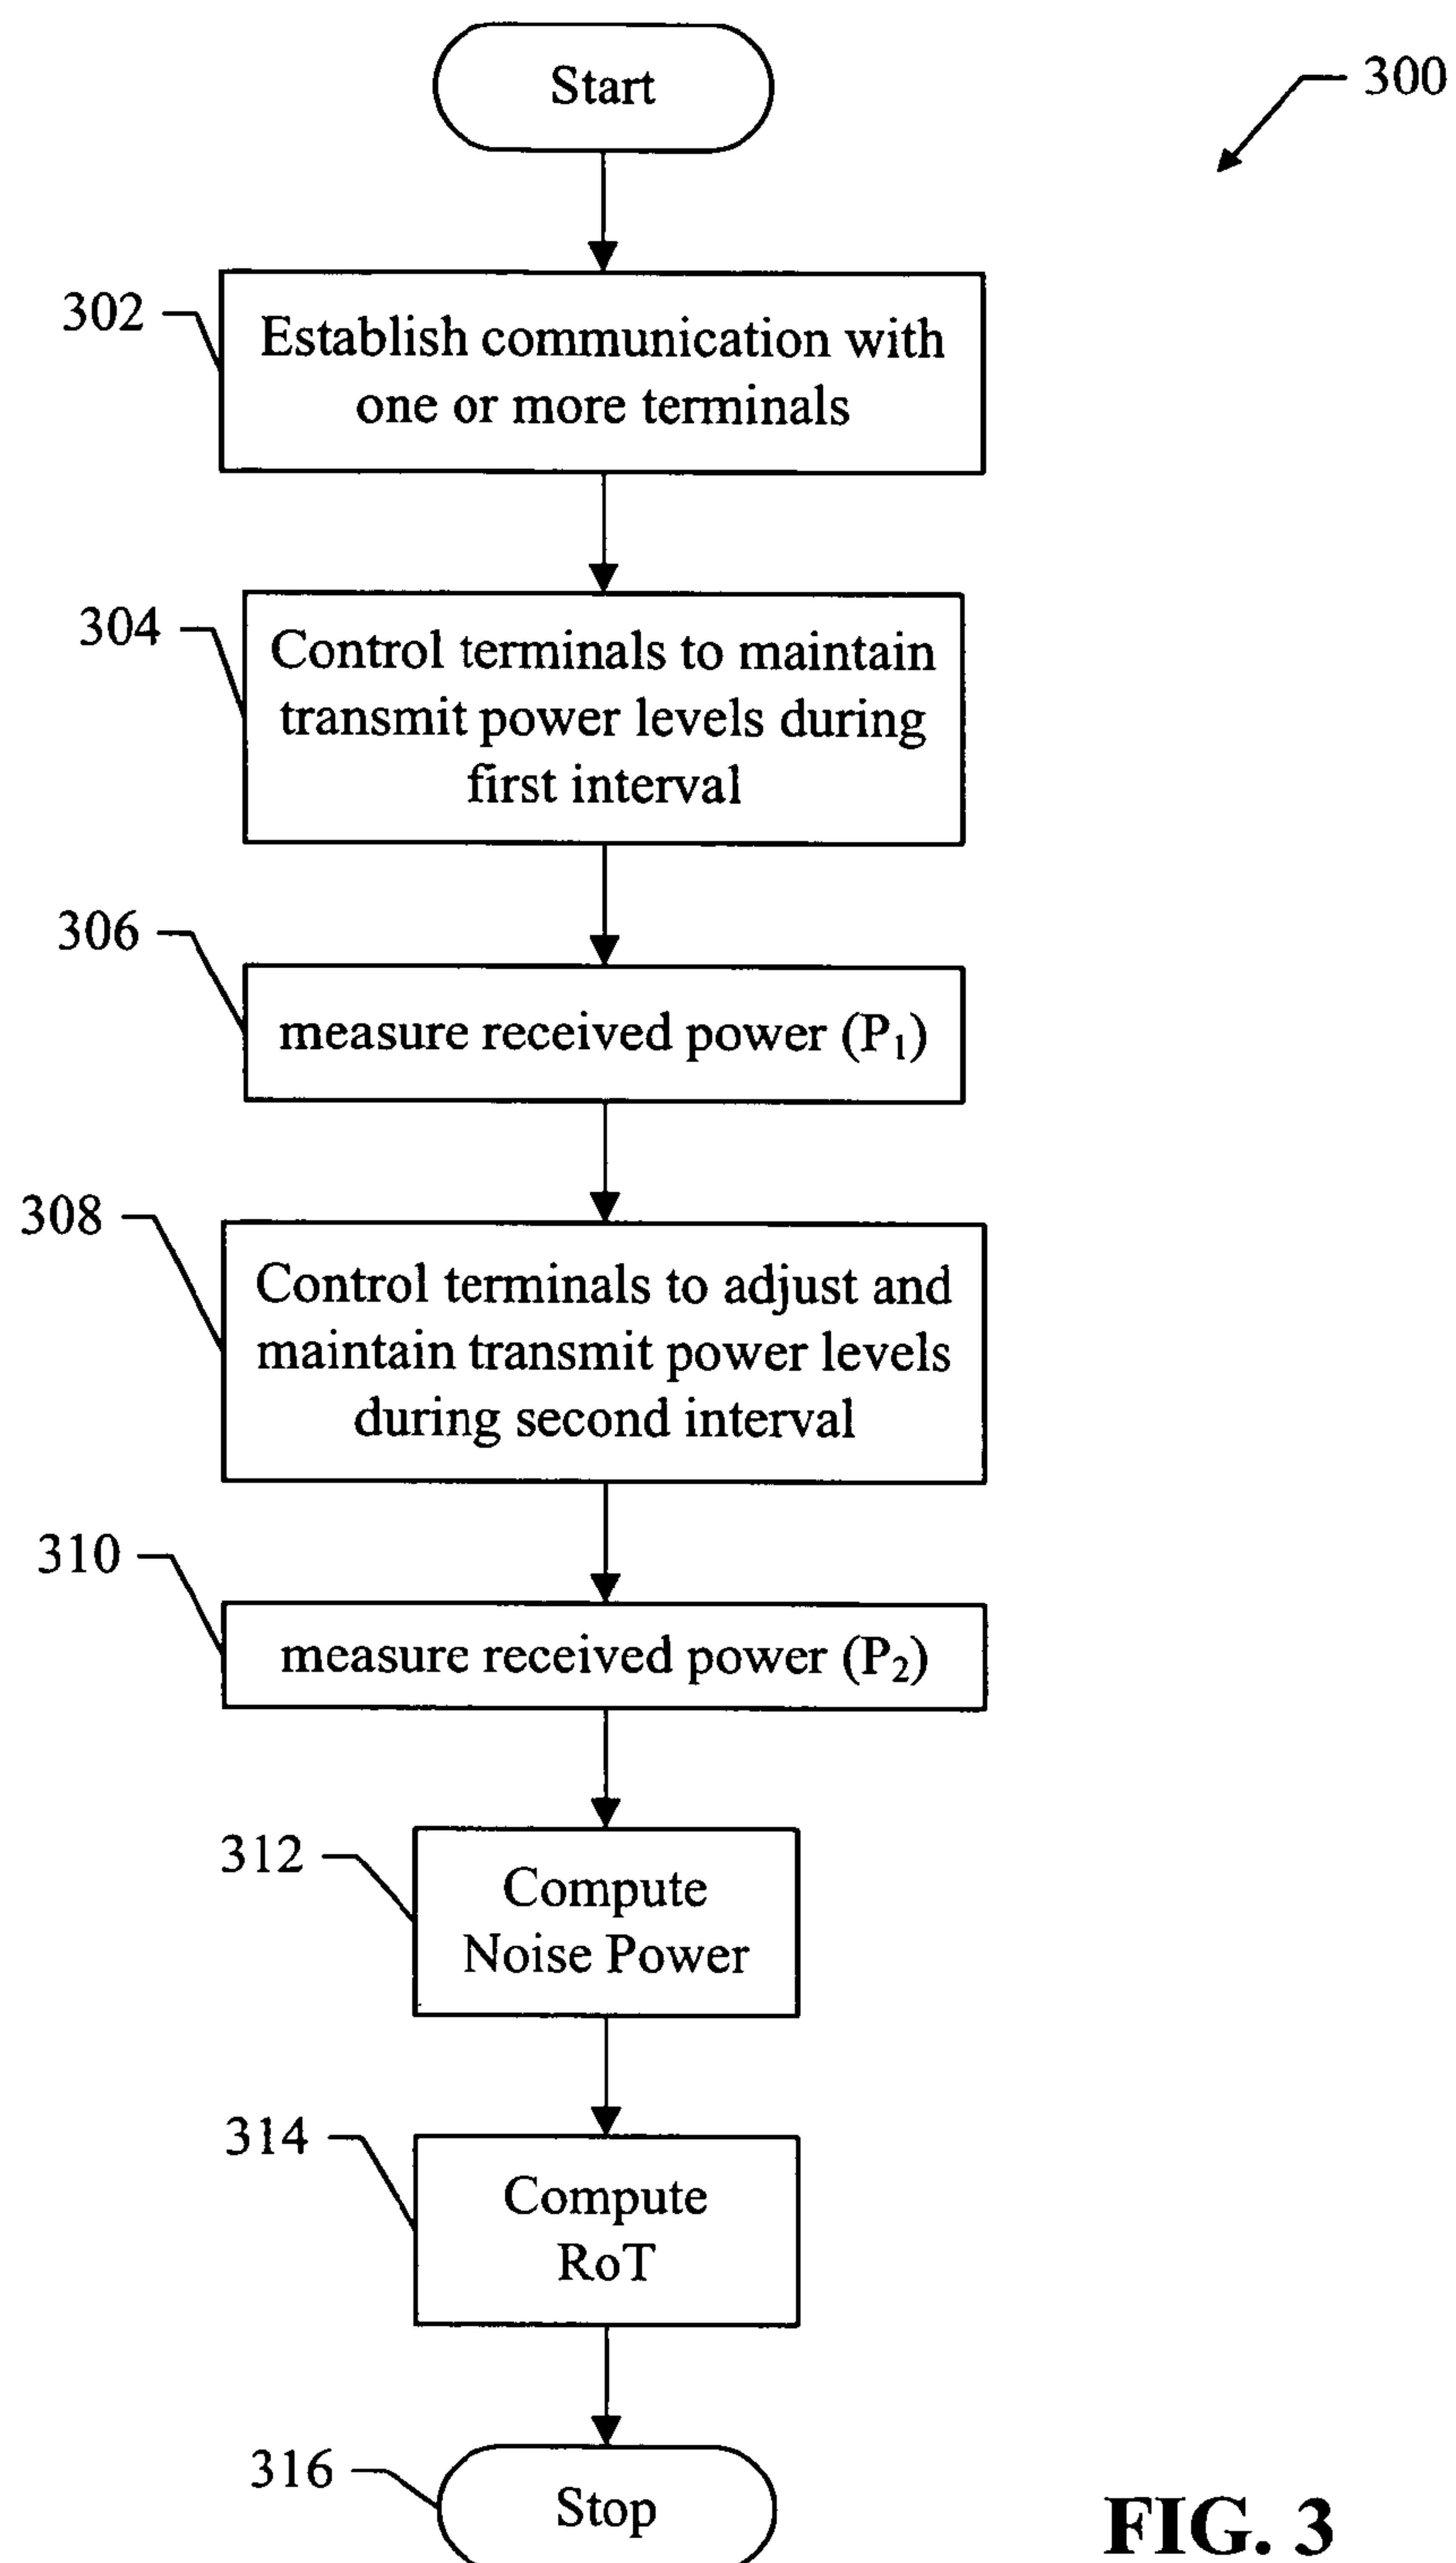 Start
300
302
Establish communication with
one or more terminals
304
Control terminals to maintain
transmit power levels during
first interval
306
measure received power (P₁)
308
Control terminals to adjust and
maintain transmit power levels
during second interval
310
measure received power (P₂)
312
Compute
Noise Power
314
Compute
RoT
316
Stop
FIG. 3